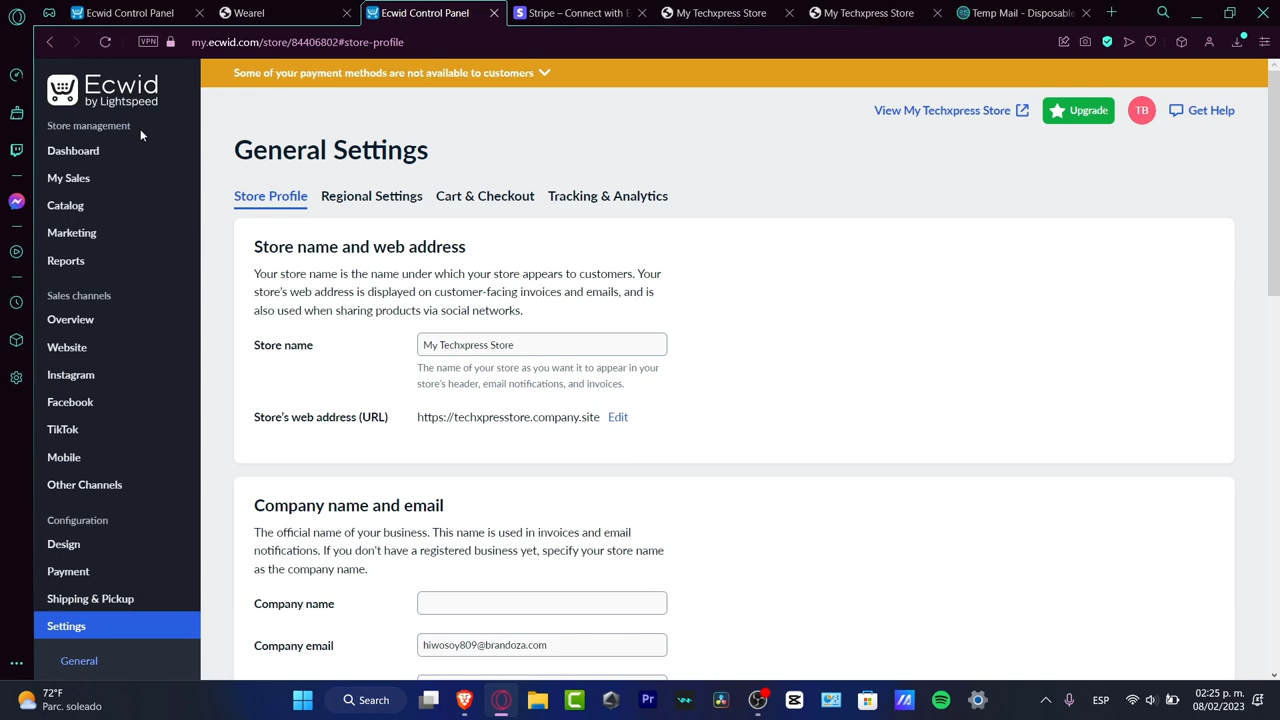 Ecwid Control Panel
Wearel
Ecwid Control Panel
Stripe – Connect with E
My Techxpress Store
My Techxpress Store
Temp Mail - Disposable
VPN
my.ecwid.com/store/84406802#store-profile
Ecwid
by Lightspeed
Store management
Dashboard
My Sales
Catalog
Marketing
Reports
Sales channels
Overview
Website
Instagram
Facebook
TikTok
Mobile
Other Channels
Configuration
Design
Payment
Shipping & Pickup
Settings
General
Some of your payment methods are not available to customers
View My Techxpress Store
Upgrade
TB
Get Help
General Settings
Store Profile Regional Settings Cart & Checkout Tracking & Analytics
Store name and web address
Your store name is the name under which your store appears to customers. Your
store's web address is displayed on customer-facing invoices and emails, and is
also used when sharing products via social networks.
Store name
My Techxpress Store
The name of your store as you want it to appear in your
store's header, email notifications, and invoices.
Store's web address (URL)
https://techxpresstore.company.site Edit
Company name and email
The official name of your business. This name is used in invoices and email
notifications. If you don't have a registered business yet, specify your store name
as the company name.
Company name
Company email
hiwosoy809@brandoza.com
72°F
Parc. soleado
Search
Pr
ESP
02:25 p. m.
08/02/2023